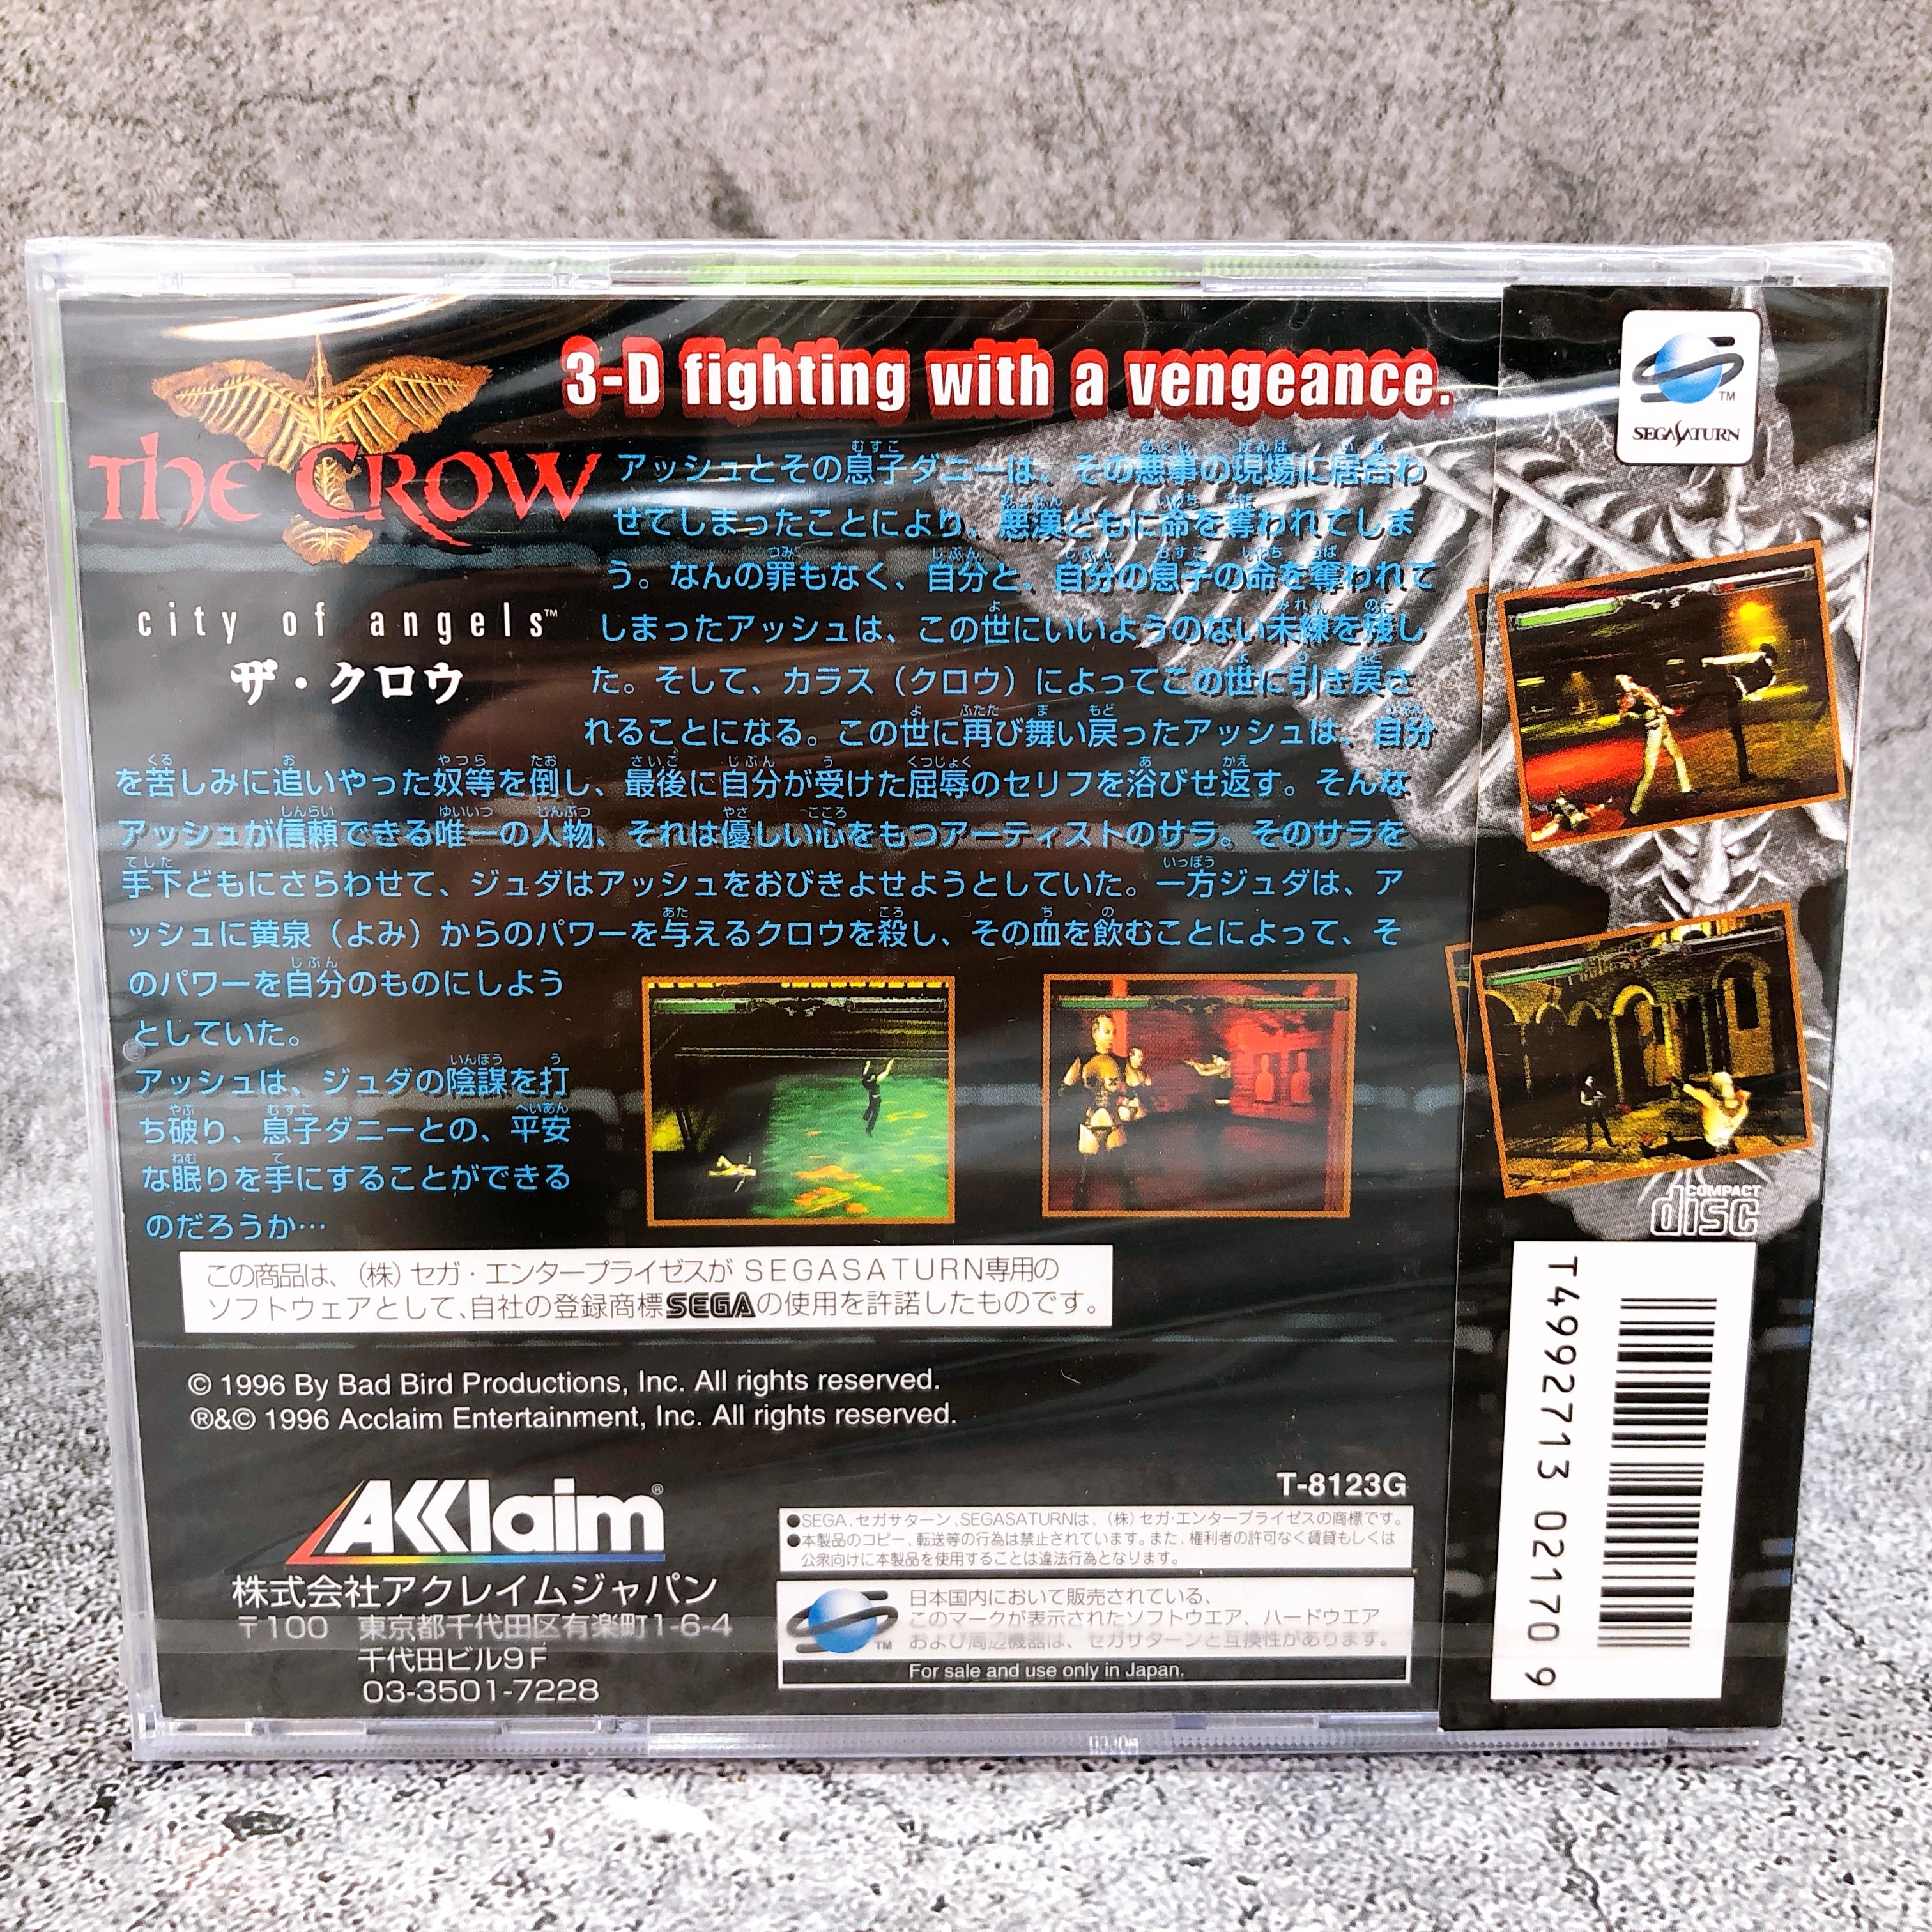 3-D fighting with a vengeance.
THE CROW
city of angels™
ザ・クロウ
アッシュとその息子ダニーは、その悪事の現場に居合わ
せてしまったことにより、悪漢どもに命を奪われてしま
う。なんの罪もなく、自分と、自分の息子の命を奪われて
しまったアッシュは、この世にいいようのない未練を残し
た。そして、カラス（クロウ）によってこの世に引き戻さ
れることになる。この世に再び舞い戻ったアッシュは、自分
を苦しみに追いやった奴等を倒し、最後に自分が受けた屈辱のセリフを浴びせ返す。そんな
アッシュが信頼できる唯一の人物、それは優しい心をもつアーティストのサラ。そのサラを
手下どもにさらわせて、ジュダはアッシュをおびきよせようとしていた。一方ジュダは、ア
ッシュに黄泉（よみ）からのパワーを与えるクロウを殺し、その血を飲むことによって、そ
のパワーを自分のものにしよう
としていた。
アッシュは、ジュダの陰謀を打
ち破り、息子ダニーとの、平安
な眠りを手にすることができる
のだろうか…
この商品は、（株）セガ・エンタープライゼスが SEGASATURN専用の
ソフトウェアとして、自社の登録商標SEGAの使用を許諾したものです。
© 1996 By Bad Bird Productions, Inc. All rights reserved.
®&© 1996 Acclaim Entertainment, Inc. All rights reserved.
AKKlaim®
株式会社アクレイムジャパン
〒100 東京都千代田区有楽町1-6-4
千代田ビル9F
03-3501-7228
T-8123G
●SEGA、セガサターン、SEGASATURNは、（株）セガ・エンタープライゼスの商標です。
●本製品のコピー、転送等の行為は禁止されています。また、権利者の許可なく賃貸もしくは
公衆向けに本製品を使用することは違法行為となります。
TM
日本国内において販売されている、
このマークが表示されたソフトウエア、ハードウエア
および周辺機器は、セガサターンと互換性があります。
For sale and use only in Japan.
TM
SEGASATURN
COMPACT
disc
T4992713 02170 9